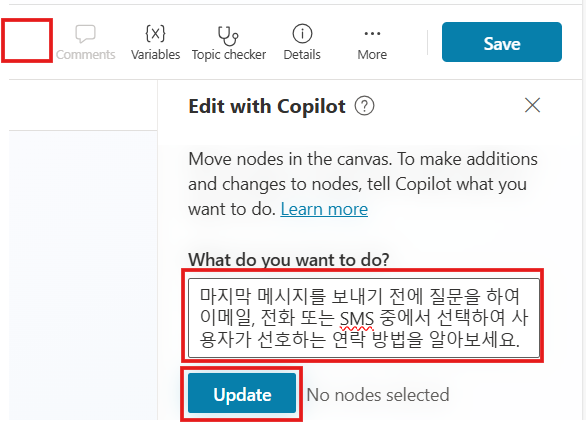 Comments Variables Topic checker Details More Save
Edit with Copilot
Move nodes in the canvas. To make additions
and changes to nodes, tell Copilot what you
want to do. Learn more
What do you want to do?
마지막 메시지를 보내기 전에 질문을 하여
이메일, 전화 또는 SMS 중에서 선택하여 사
용자가 선호하는 연락 방법을 알아보세요.
Update No nodes selected